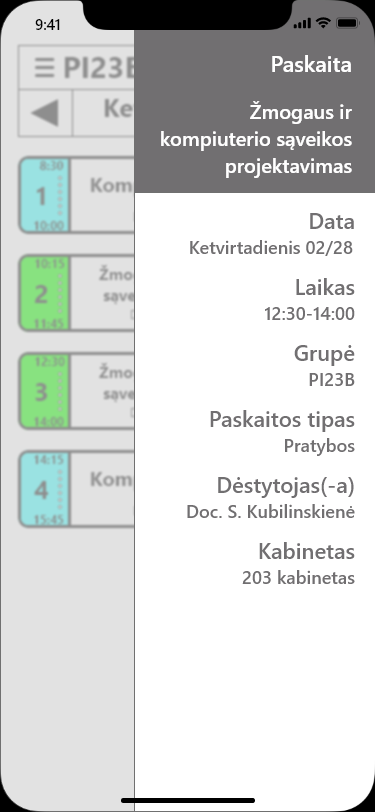 9:41
☰ PI23B
◀ Ke
8:30
1 Kom
10:00
10:15
2 Žmo
sąve
11:45
12:30
3 Žmo
sąve
14:00
14:15
4 Kom
15:45
Paskaita
Žmogaus ir
kompiuterio sąveikos
projektavimas
Data
Ketvirtadienis 02/28
Laikas
12:30-14:00
Grupė
PI23B
Paskaitos tipas
Pratybos
Dėstytojas(-a)
Doc. S. Kubilinskienė
Kabinetas
203 kabinetas